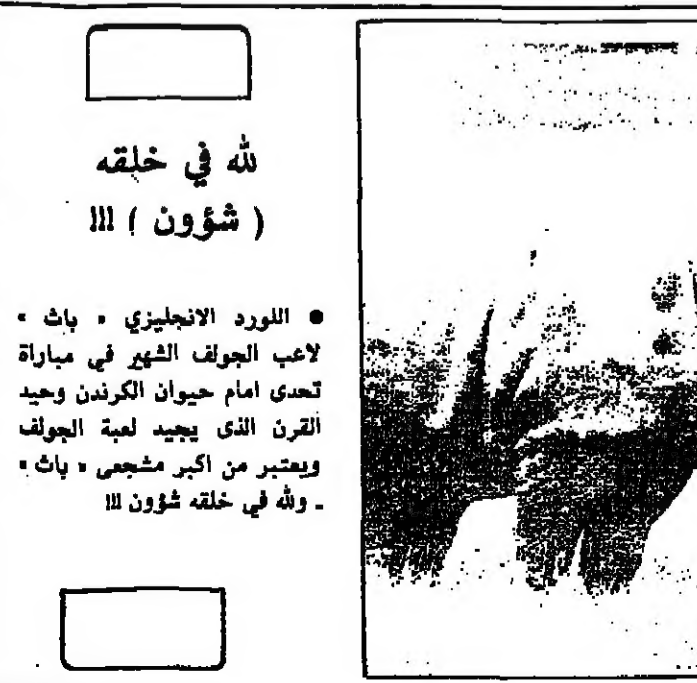 لله في خلقه
( شؤون ) !!!
● اللورد الانجليزي « باث »
لاعب الجولف الشهير في مباراة
تحدى امام حيوان الكرندن وحيد
القرن الذى يجيد لعبة الجولف
ويعتبر من اكبر مشجعى « باث »
ـ ولله في خلقه شؤون !!!